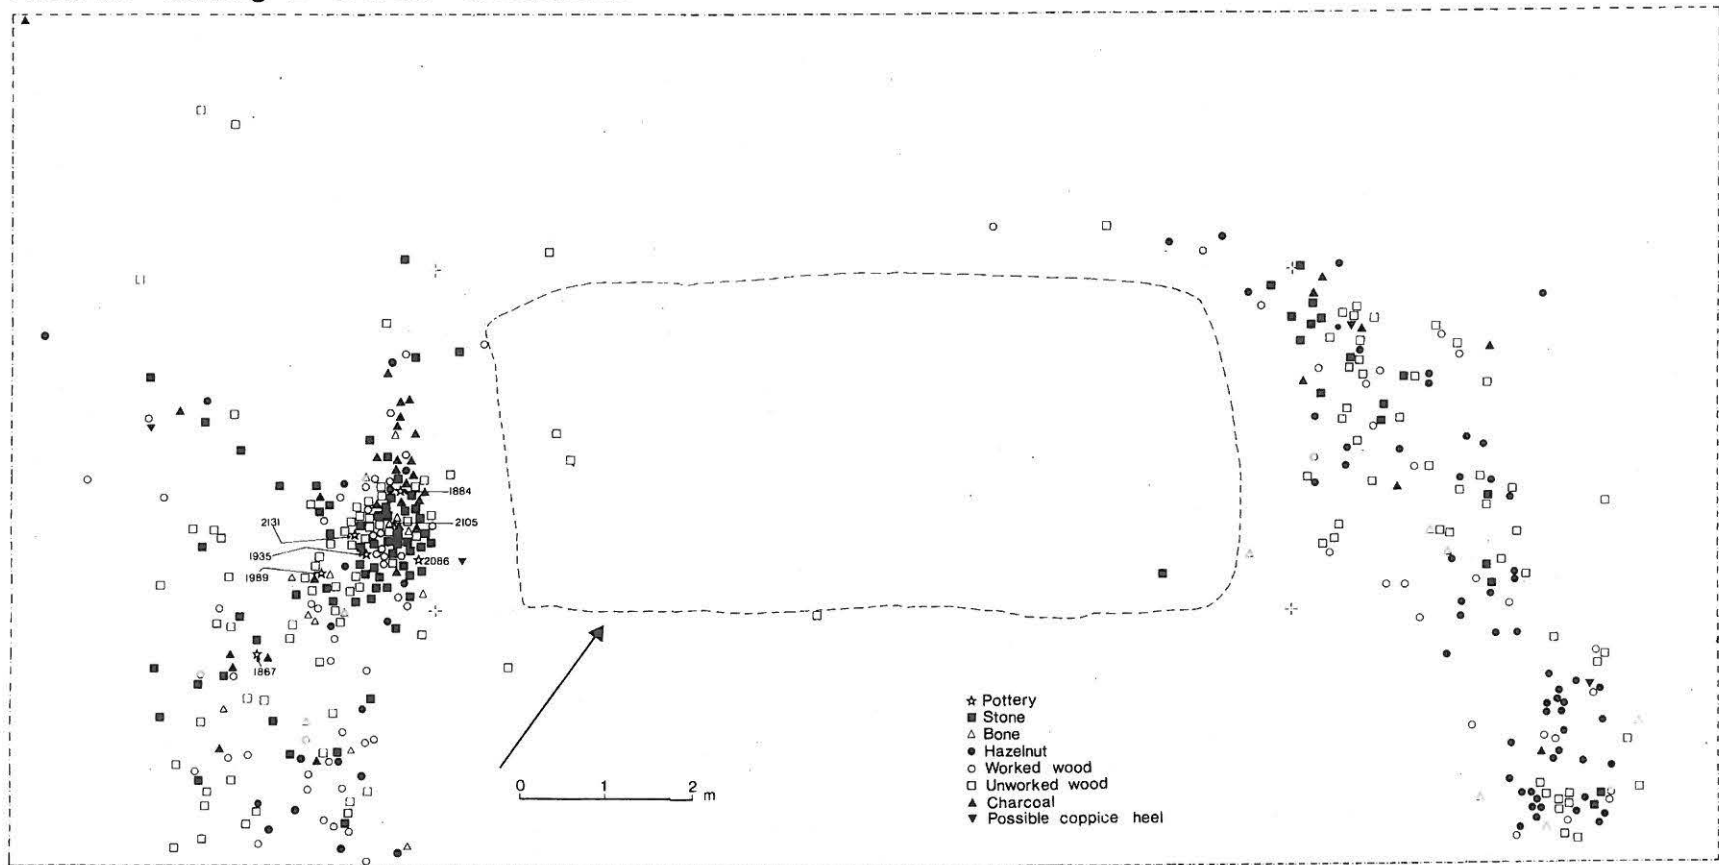 1884
2131
2105
1935
2086
1989
1867
Pottery
Stone
Bone
Hazelnut
Worked wood
Unworked wood
Charcoal
Possible coppice heel
0 1 2 m